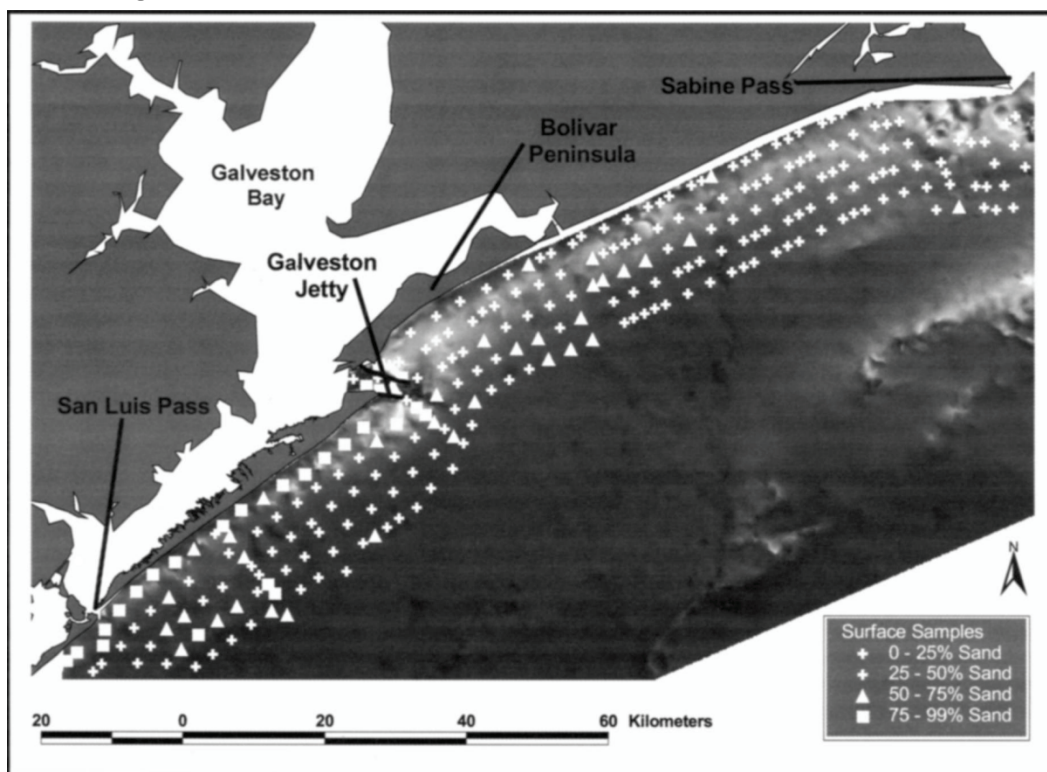 Sabine Pass
Bolivar
Peninsula
Galveston
Bay
Galveston
Jetty
San Luis Pass
N
Surface Samples
0 - 25% Sand
25 - 50% Sand
50 - 75% Sand
75 - 99% Sand
20 0 20 40 60 Kilometers